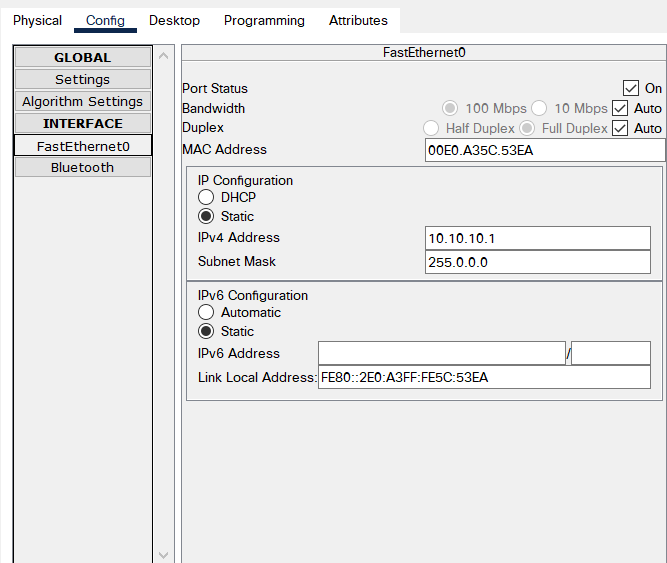 Physical Config Desktop Programming Attributes
GLOBAL
Settings
Algorithm Settings
INTERFACE
FastEthernet0
Bluetooth
FastEthernet0
Port Status On
Bandwidth 100 Mbps 10 Mbps Auto
Duplex Half Duplex Full Duplex Auto
MAC Address 00E0.A35C.53EA
IP Configuration
DHCP
Static
IPv4 Address 10.10.10.1
Subnet Mask 255.0.0.0
IPv6 Configuration
Automatic
Static
IPv6 Address /
Link Local Address: FE80::2E0:A3FF:FE5C:53EA